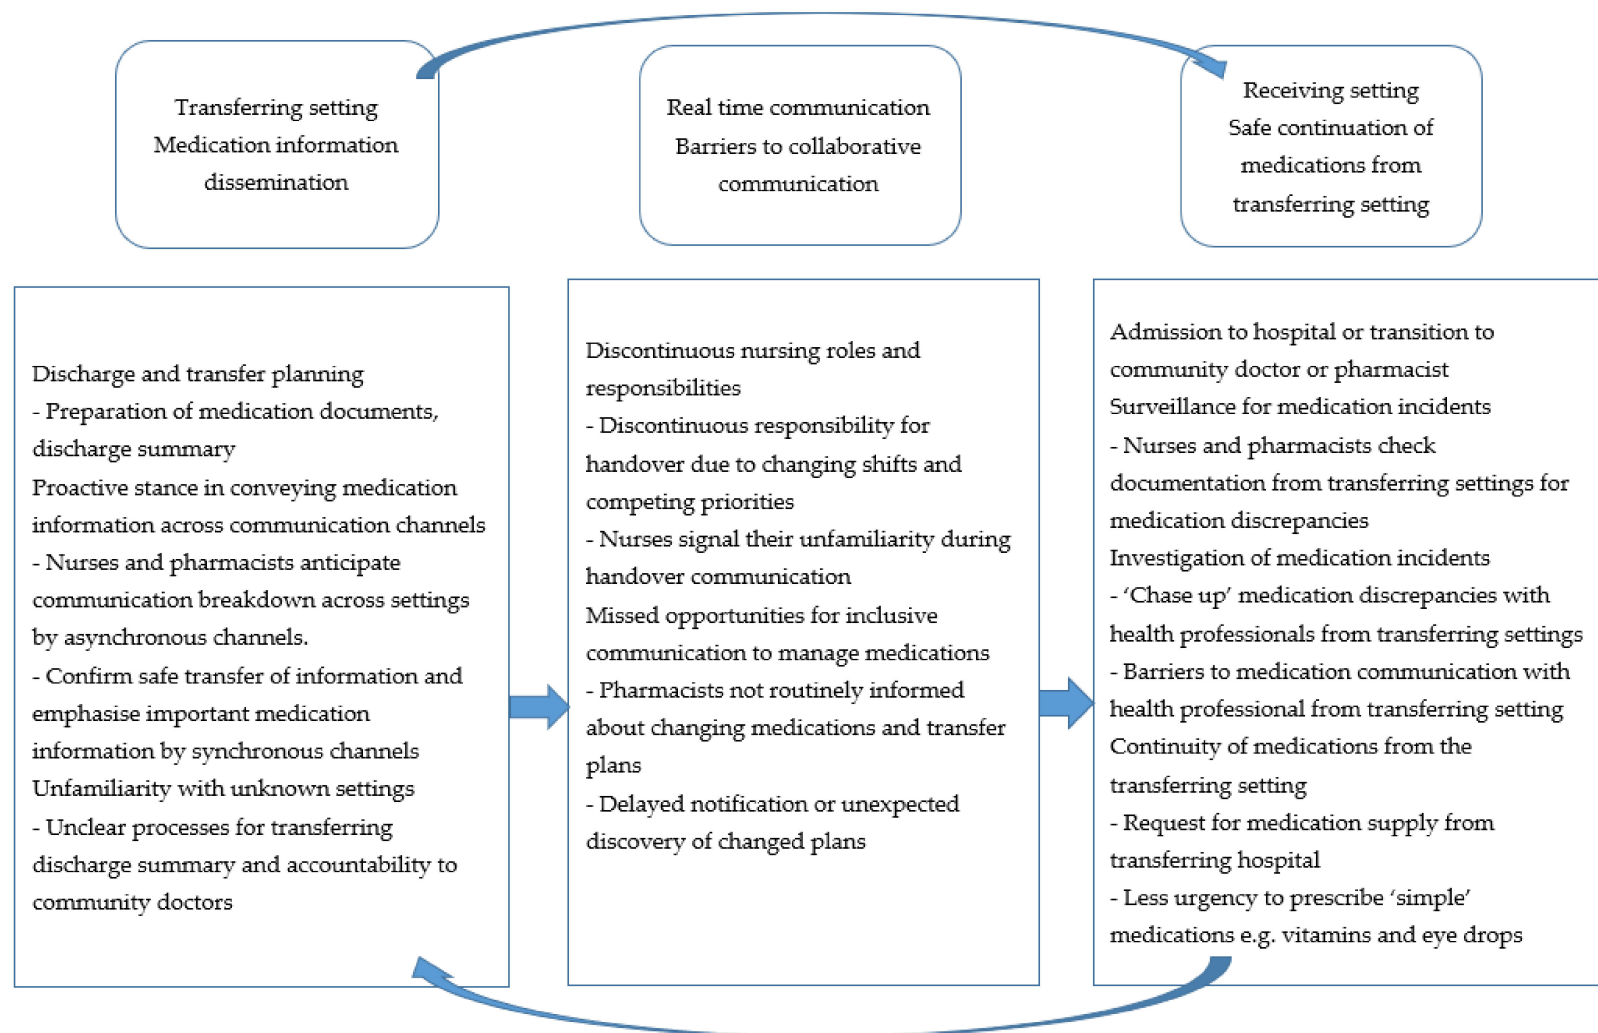 Transferring setting
Medication information
dissemination
Real time communication
Barriers to collaborative
communication
Receiving setting
Safe continuation of
medications from
transferring setting
Discharge and transfer planning
- Preparation of medication documents,
discharge summary
Proactive stance in conveying medication
information across communication channels
- Nurses and pharmacists anticipate
communication breakdown across settings
by asynchronous channels.
- Confirm safe transfer of information and
emphasise important medication
information by synchronous channels
Unfamiliarity with unknown settings
- Unclear processes for transferring
discharge summary and accountability to
community doctors
Discontinuous nursing roles and
responsibilities
- Discontinuous responsibility for
handover due to changing shifts and
competing priorities
- Nurses signal their unfamiliarity during
handover communication
Missed opportunities for inclusive
communication to manage medications
- Pharmacists not routinely informed
about changing medications and transfer
plans
- Delayed notification or unexpected
discovery of changed plans
Admission to hospital or transition to
community doctor or pharmacist
Surveillance for medication incidents
- Nurses and pharmacists check
documentation from transferring settings for
medication discrepancies
Investigation of medication incidents
- ‘Chase up’ medication discrepancies with
health professionals from transferring settings
- Barriers to medication communication with
health professional from transferring setting
Continuity of medications from the
transferring setting
- Request for medication supply from
transferring hospital
- Less urgency to prescribe ‘simple’
medications e.g. vitamins and eye drops